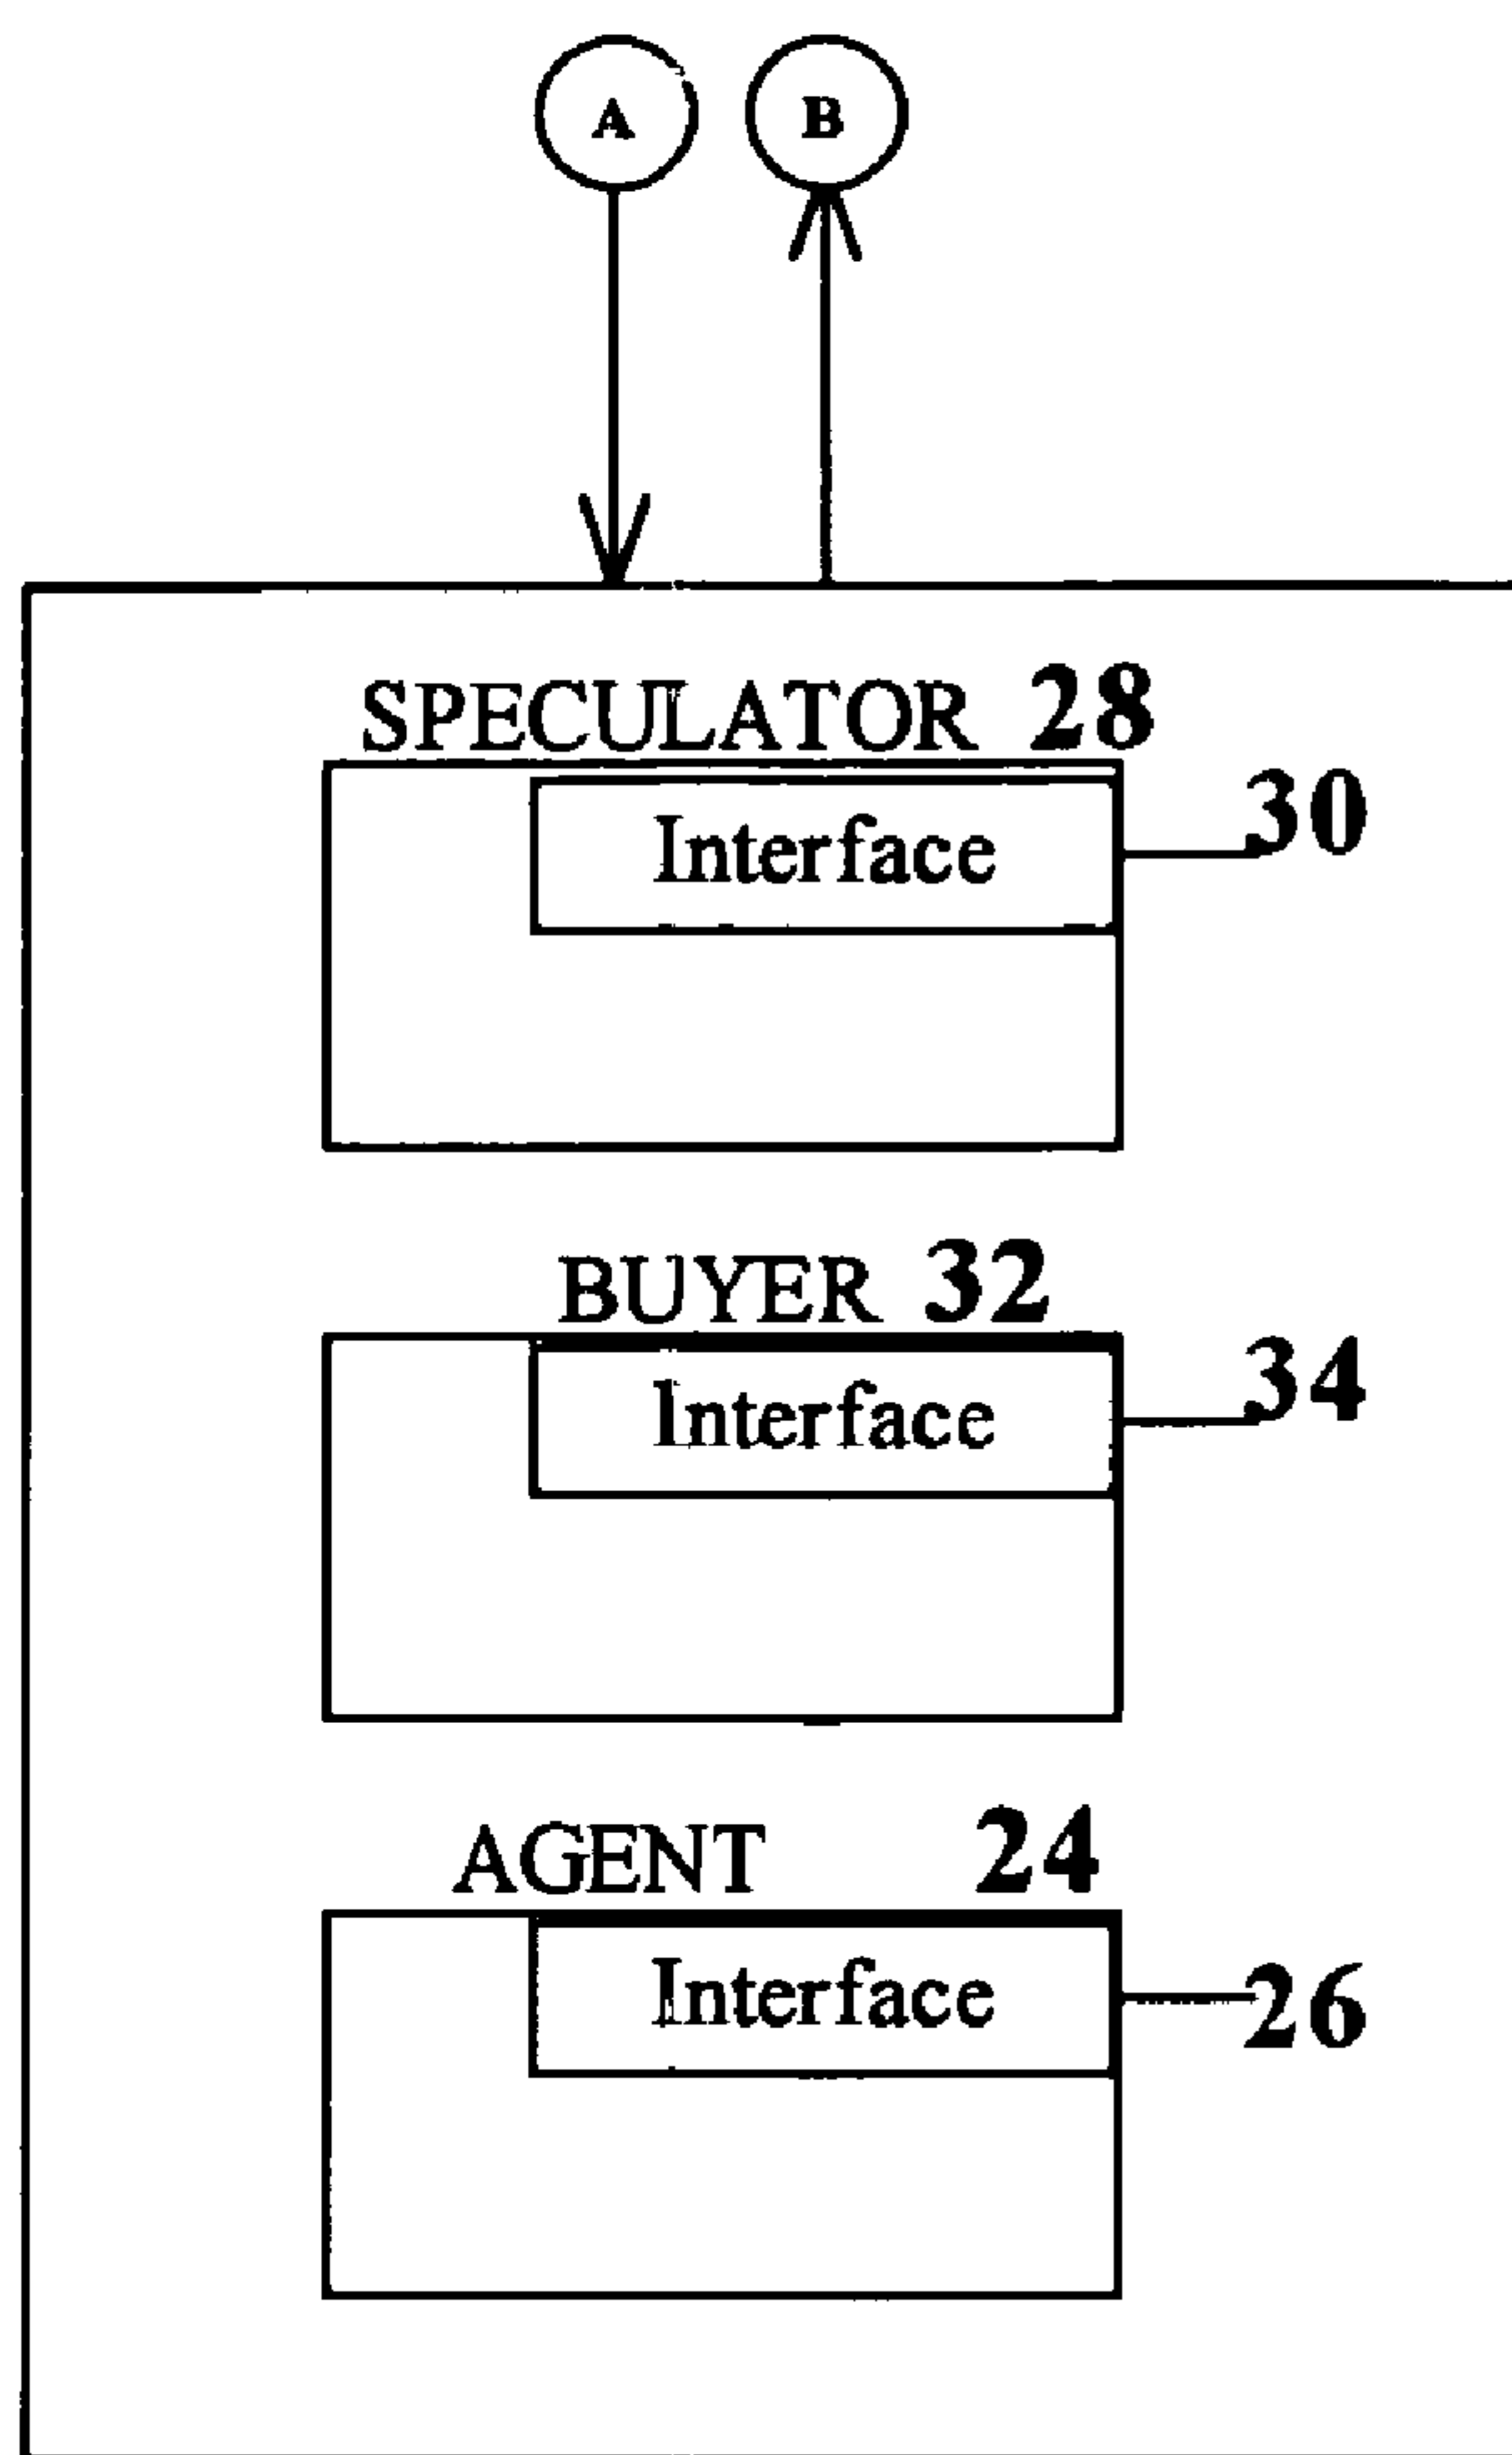 A B
SPECULATOR 28
Interface 30
BUYER 32
Interface 34
AGENT 24
Interface 26